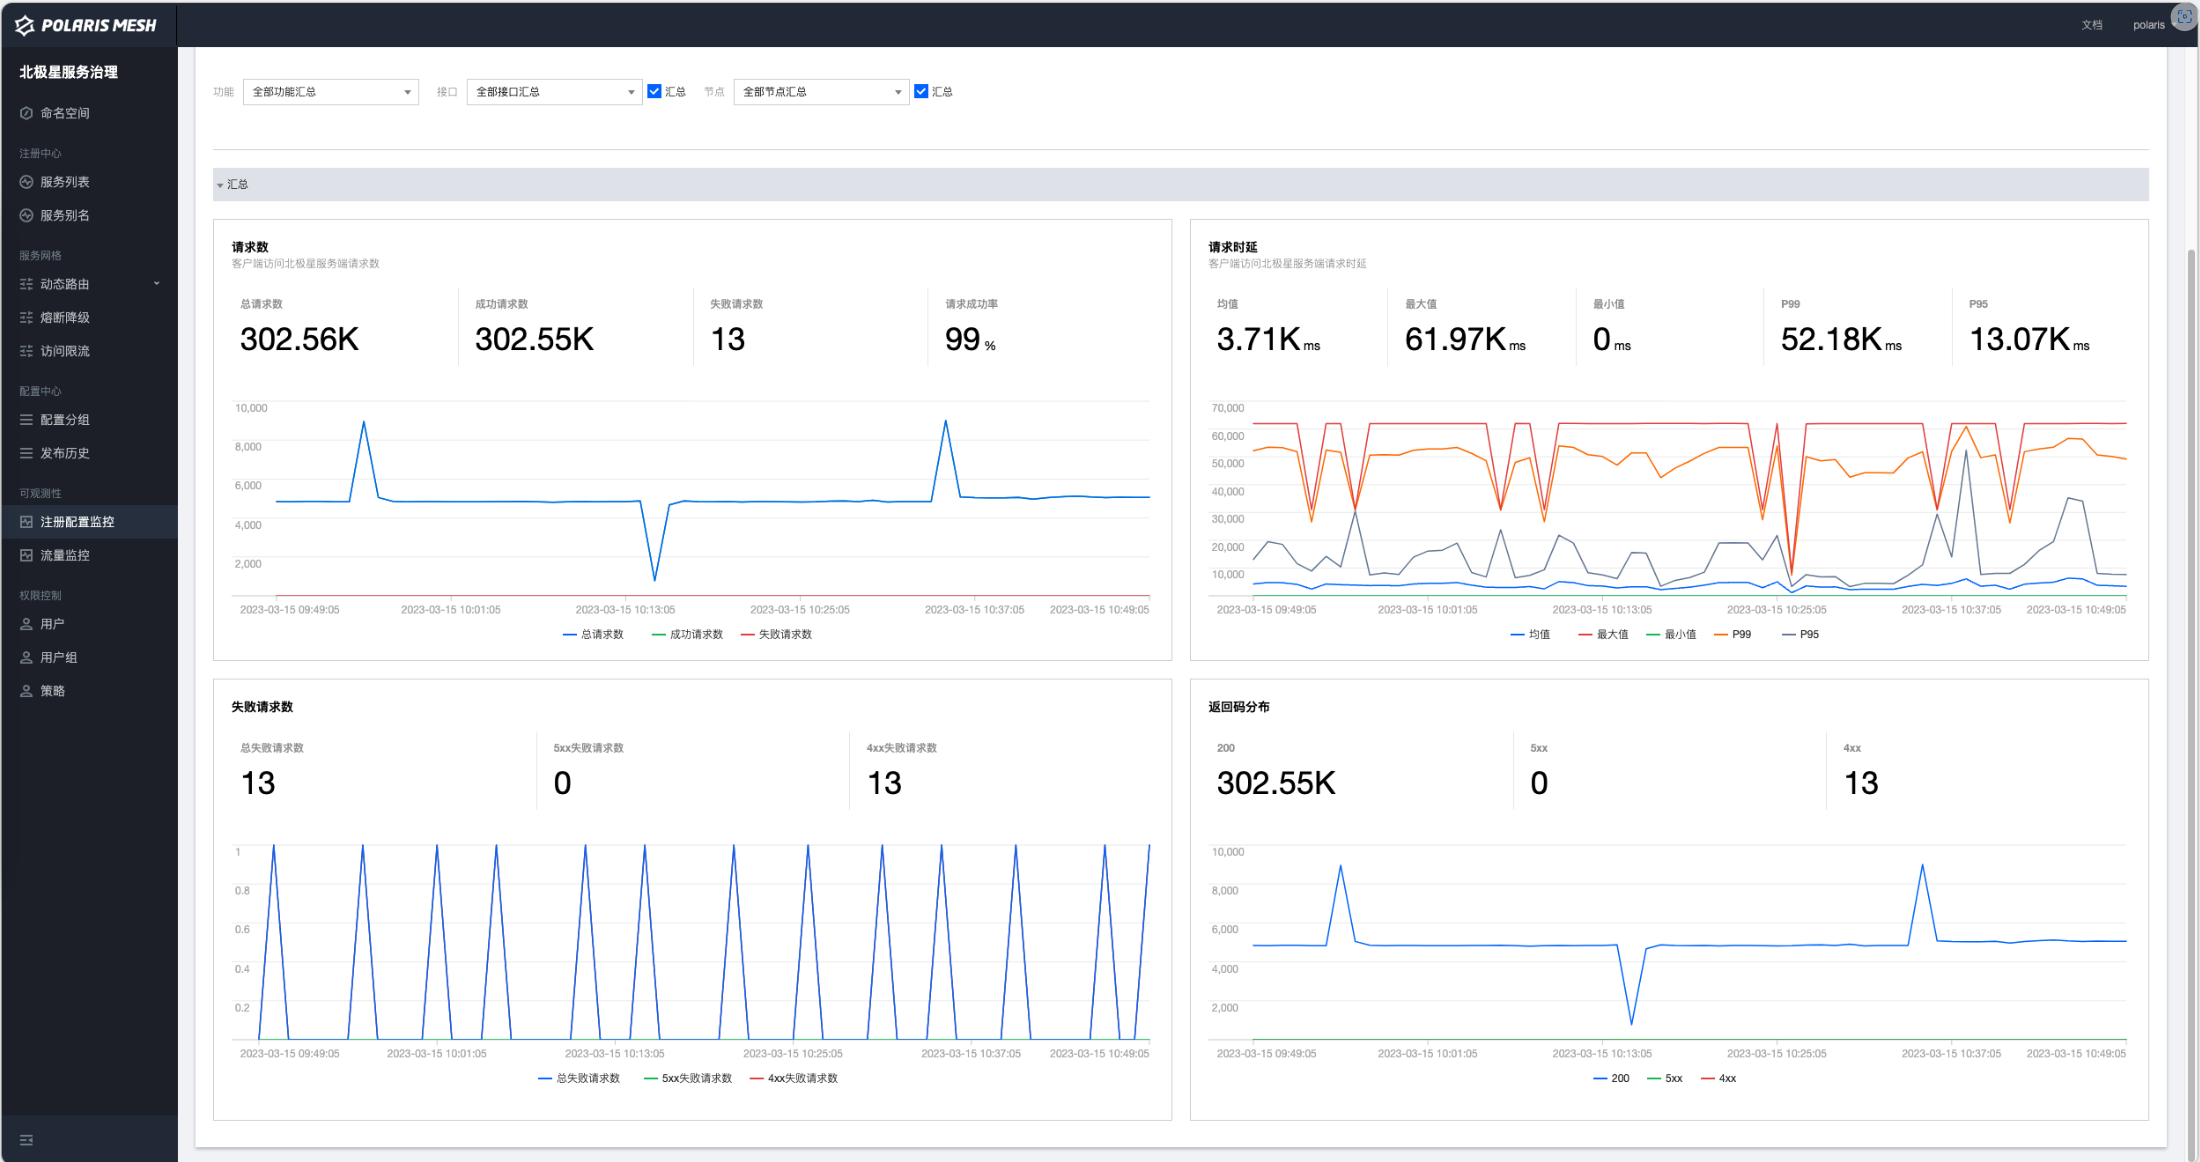 POLARIS MESH
文档
polaris
北极星服务治理
命名空间
注册中心
服务列表
服务别名
服务网格
动态路由
熔断降级
访问限流
配置中心
配置分组
发布历史
可观测性
注册配置监控
流量监控
权限控制
用户
用户组
策略
功能 全部功能汇总 接口 全部接口汇总 汇总 节点 全部节点汇总 汇总
汇总
请求数
客户端访问北极星服务端请求数
总请求数 成功请求数 失败请求数 请求成功率
302.56K 302.55K 13 99 %
10,000
8,000
6,000
4,000
2,000
2023-03-15 09:49:05 2023-03-15 10:01:05 2023-03-15 10:13:05 2023-03-15 10:25:05 2023-03-15 10:37:05 2023-03-15 10:49:05
总请求数 成功请求数 失败请求数
请求时延
客户端访问北极星服务端请求时延
均值 最大值 最小值 P99 P95
3.71K ms 61.97K ms 0 ms 52.18K ms 13.07K ms
70,000
60,000
50,000
40,000
30,000
20,000
10,000
2023-03-15 09:49:05 2023-03-15 10:01:05 2023-03-15 10:13:05 2023-03-15 10:25:05 2023-03-15 10:37:05 2023-03-15 10:49:05
均值 最大值 最小值 P99 P95
失败请求数
总失败请求数 5xx失败请求数 4xx失败请求数
13 0 13
1
0.8
0.6
0.4
0.2
2023-03-15 09:49:05 2023-03-15 10:01:05 2023-03-15 10:13:05 2023-03-15 10:25:05 2023-03-15 10:37:05 2023-03-15 10:49:05
总失败请求数 5xx失败请求数 4xx失败请求数
返回码分布
200 5xx 4xx
302.55K 0 13
10,000
8,000
6,000
4,000
2,000
2023-03-15 09:49:05 2023-03-15 10:01:05 2023-03-15 10:13:05 2023-03-15 10:25:05 2023-03-15 10:37:05 2023-03-15 10:49:05
200 5xx 4xx